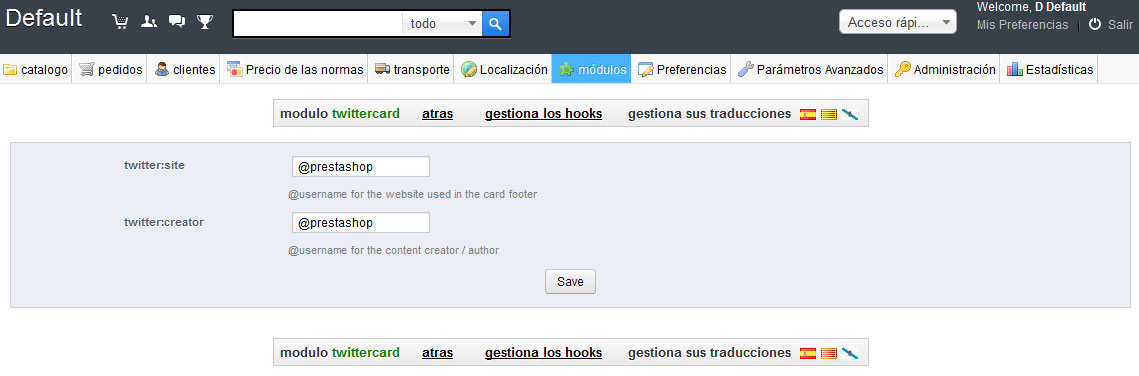 Default todo Acceso rápi... Welcome, D Default
Mis Preferencias | Salir
catalogo pedidos clientes Precio de las normas transporte Localización módulos Preferencias Parámetros Avanzados Administración Estadísticas
modulo twittercard atras gestiona los hooks gestiona sus traducciones
twitter:site @prestashop
@username for the website used in the card footer
twitter:creator @prestashop
@username for the content creator / author
Save
modulo twittercard atras gestiona los hooks gestiona sus traducciones